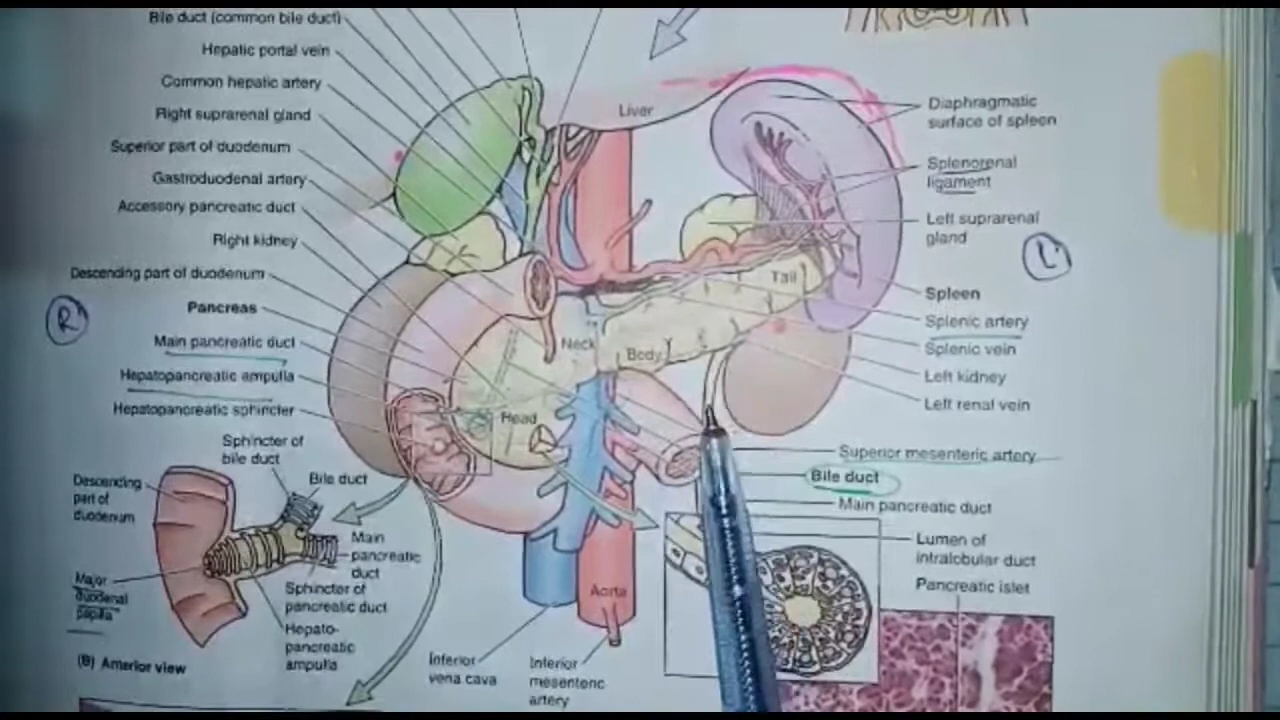 Bile duct (common bile duct)
Hepatic portal vein
Common hepatic artery
Right suprarenal gland
Superior part of duodenum
Gastroduodenal artery
Accessory pancreatic duct
Right kidney
Descending part of duodenum
Pancreas
Main pancreatic duct
Hepatopancreatic ampulla
Hepatopancreatic sphincter
R
Liver
Tail
Neck
Body
Head
Aorta
Diaphragmatic
surface of spleen
Splenorenal
ligament
Left suprarenal
gland
L
Spleen
Splenic artery
Splenic vein
Left kidney
Left renal vein
Superior mesenteric artery
Bile duct
Main pancreatic duct
Lumen of
intralobular duct
Pancreatic islet
Sphincter of
bile duct
Bile duct
Descending
part of
duodenum
Main
pancreatic
duct
Major
duodenal
papilla
Sphincter of
pancreatic duct
Hepato-
pancreatic
ampulla
(B) Anterior view
Inferior
vena cava
Inferior
mesenteric
artery